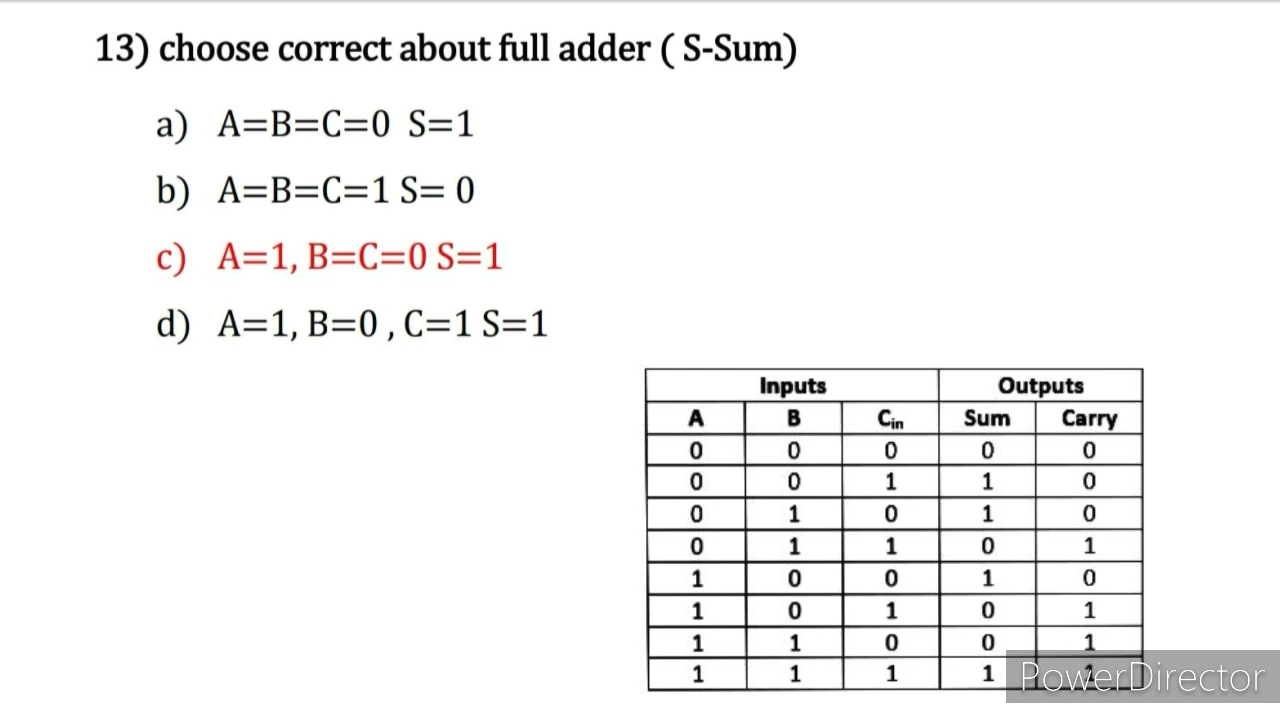 13) choose correct about full adder ( S-Sum)
a) A=B=C=0 S=1
b) A=B=C=1 S= 0
c) A=1, B=C=0 S=1
d) A=1, B=0 , C=1 S=1
Inputs Outputs
A B Cin Sum Carry
0 0 0 0 0
0 0 1 1 0
0 1 0 1 0
0 1 1 0 1
1 0 0 1 0
1 0 1 0 1
1 1 0 0 1
1 1 1 1 1
PowerDirector